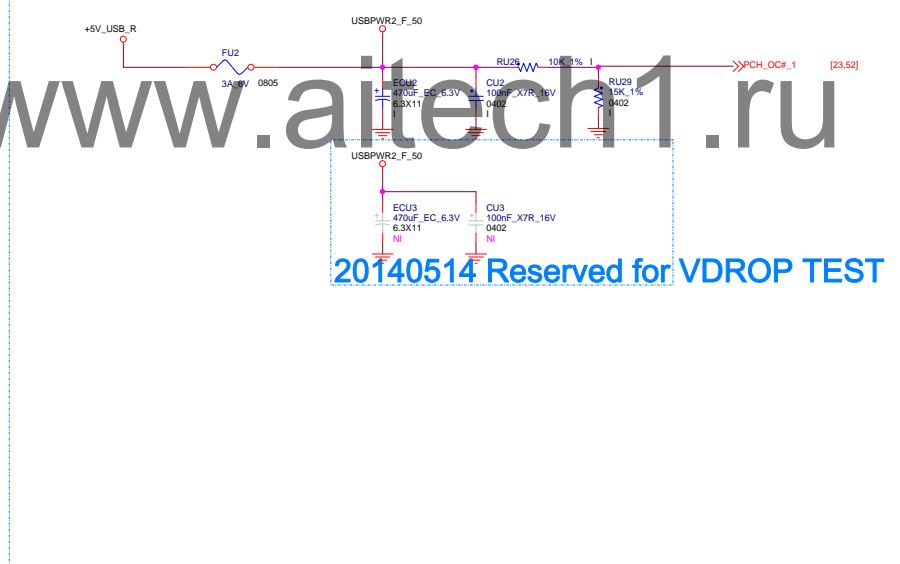 +5V_USB_R
USBPWR2_F_50
FU2
3A_6V 0805
ECU2
470uF_EC_6.3V
6.3X11
I
CU2
100nF_X7R_16V
0402
I
RU26 10K_1% I
RU29
15K_1%
0402
I
PCH_OC#_1 [23,52]
www.aitech1.ru
USBPWR2_F_50
ECU3
470uF_EC_6.3V
6.3X11
NI
CU3
100nF_X7R_16V
0402
NI
20140514 Reserved for VDROP TEST